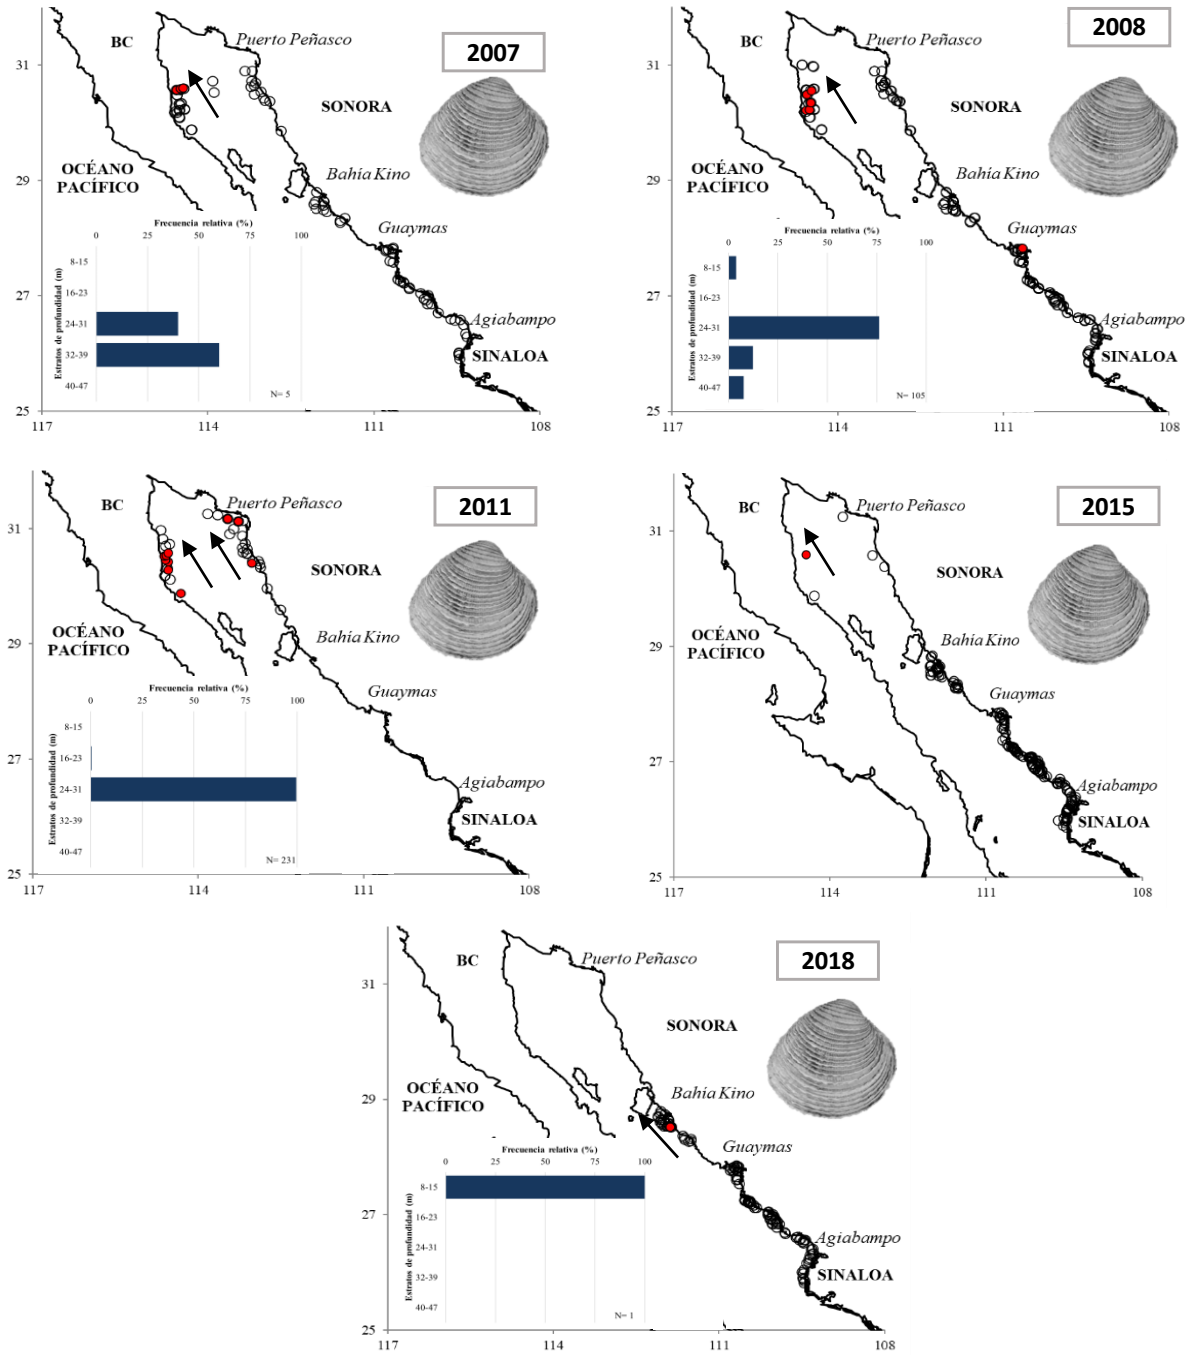 BC
Puerto Peñasco
2007
31
SONORA
OCÉANO
PACÍFICO
29
Bahía Kino
Guaymas
Frecuencia relativa (%)
0 25 50 75 100
Estratos de profundidad (m)
8-15
16-23
24-31
32-39
40-47
N= 5
27
Agiabampo
SINALOA
25
117 114 111 108
BC
Puerto Peñasco
2008
31
SONORA
OCÉANO
PACÍFICO
29
Bahía Kino
Guaymas
Frecuencia relativa (%)
0 25 50 75 100
Estratos de profundidad (m)
8-15
16-23
24-31
32-39
40-47
N= 105
27
Agiabampo
SINALOA
25
117 114 111 108
BC
Puerto Peñasco
2011
31
SONORA
OCÉANO
PACÍFICO
29
Bahía Kino
Guaymas
Frecuencia relativa (%)
0 25 50 75 100
Estratos de profundidad (m)
8-15
16-23
24-31
32-39
40-47
N= 231
27
Agiabampo
SINALOA
25
117 114 111 108
BC
Puerto Peñasco
2015
31
SONORA
OCÉANO
PACÍFICO
29
Bahía Kino
Guaymas
27
Agiabampo
SINALOA
25
117 114 111 108
BC
Puerto Peñasco
2018
31
SONORA
OCÉANO
PACÍFICO
29
Bahía Kino
Guaymas
Frecuencia relativa (%)
0 25 50 75 100
Estratos de profundidad (m)
8-15
16-23
24-31
32-39
40-47
N= 1
27
Agiabampo
SINALOA
25
117 114 111 108